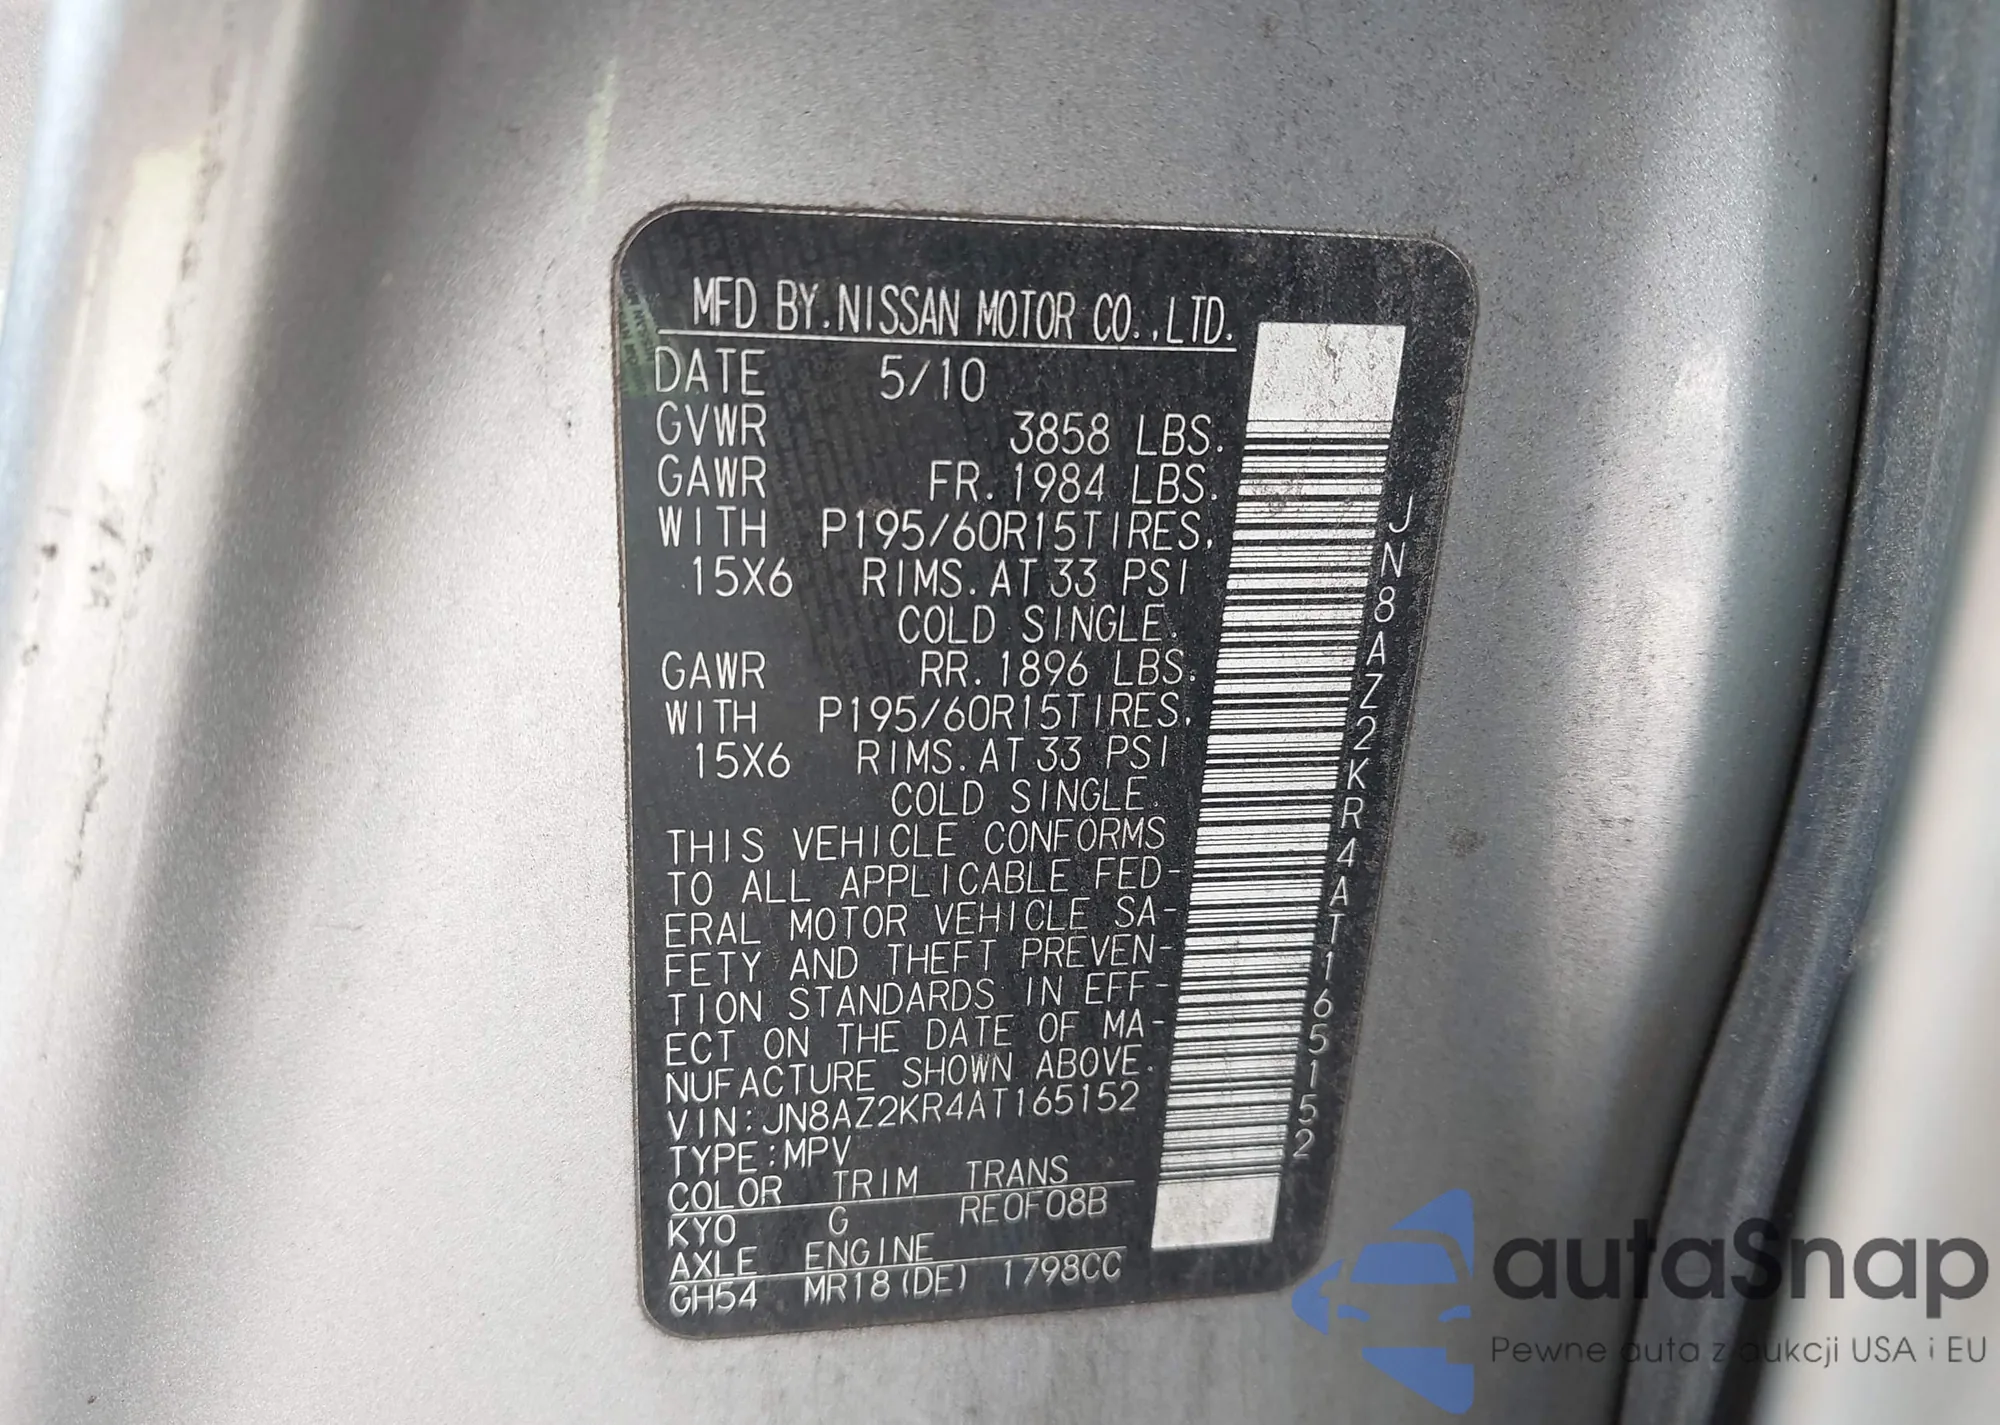 MFD BY.NISSAN MOTOR CO.,LTD.
DATE 5/10
GVWR 3858 LBS.
GAWR FR. 1984 LBS.
WITH P195/60R15TIRES,
15X6 RIMS. AT 33 PSI
COLD SINGLE.
GAWR RR. 1896 LBS.
WITH P195/60R15TIRES,
15X6 RIMS. AT 33 PSI
COLD SINGLE.
THIS VEHICLE CONFORMS
TO ALL APPLICABLE FED-
ERAL MOTOR VEHICLE SA-
FETY AND THEFT PREVEN-
TION STANDARDS IN EFF-
ECT ON THE DATE OF MA-
NUFACTURE SHOWN ABOVE.
VIN:JN8AZ2KR4AT165152
TYPE:MPV
COLOR TRIM TRANS
KY0 G RE0F08B
AXLE ENGINE
GH54 MR18(DE) 1798CC
JN8AZ2KR4AT165152
autaSnap
Pewne auta z aukcji USA i EU